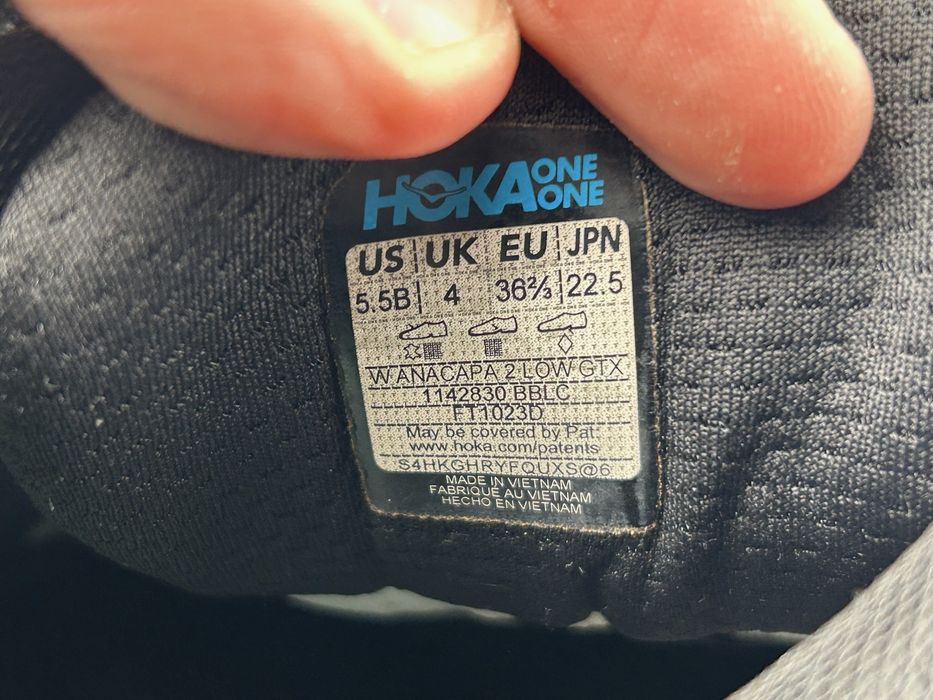 HOKA ONE ONE
US UK EU JPN
5.5B 4 36⅔ 22.5
W ANACAPA 2 LOW GTX
1142830 BBLC
FT1023D
May be covered by Pat.
www.hoka.com/patents
S4HKGHRYFQUXS@6
MADE IN VIETNAM
FABRIQUÉ AU VIETNAM
HECHO EN VIETNAM